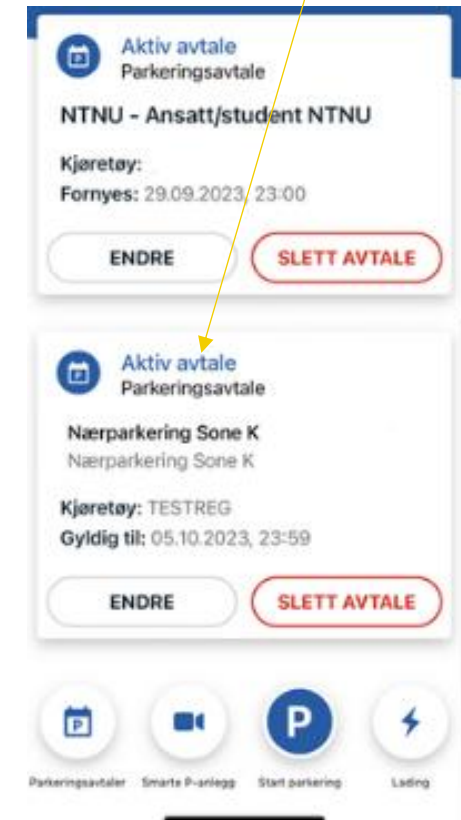 Aktiv avtale
Parkeringsavtale
NTNU - Ansatt/student NTNU
Kjøretøy:
Fornyes: 29.09.2023, 23:00
ENDRE SLETT AVTALE
Aktiv avtale
Parkeringsavtale
Nærparkering Sone K
Nærparkering Sone K
Kjøretøy: TESTREG
Gyldig til: 05.10.2023, 23:59
ENDRE SLETT AVTALE
P P
Parkeringsavtaler Smarte P-anlegg Start parkering Lading